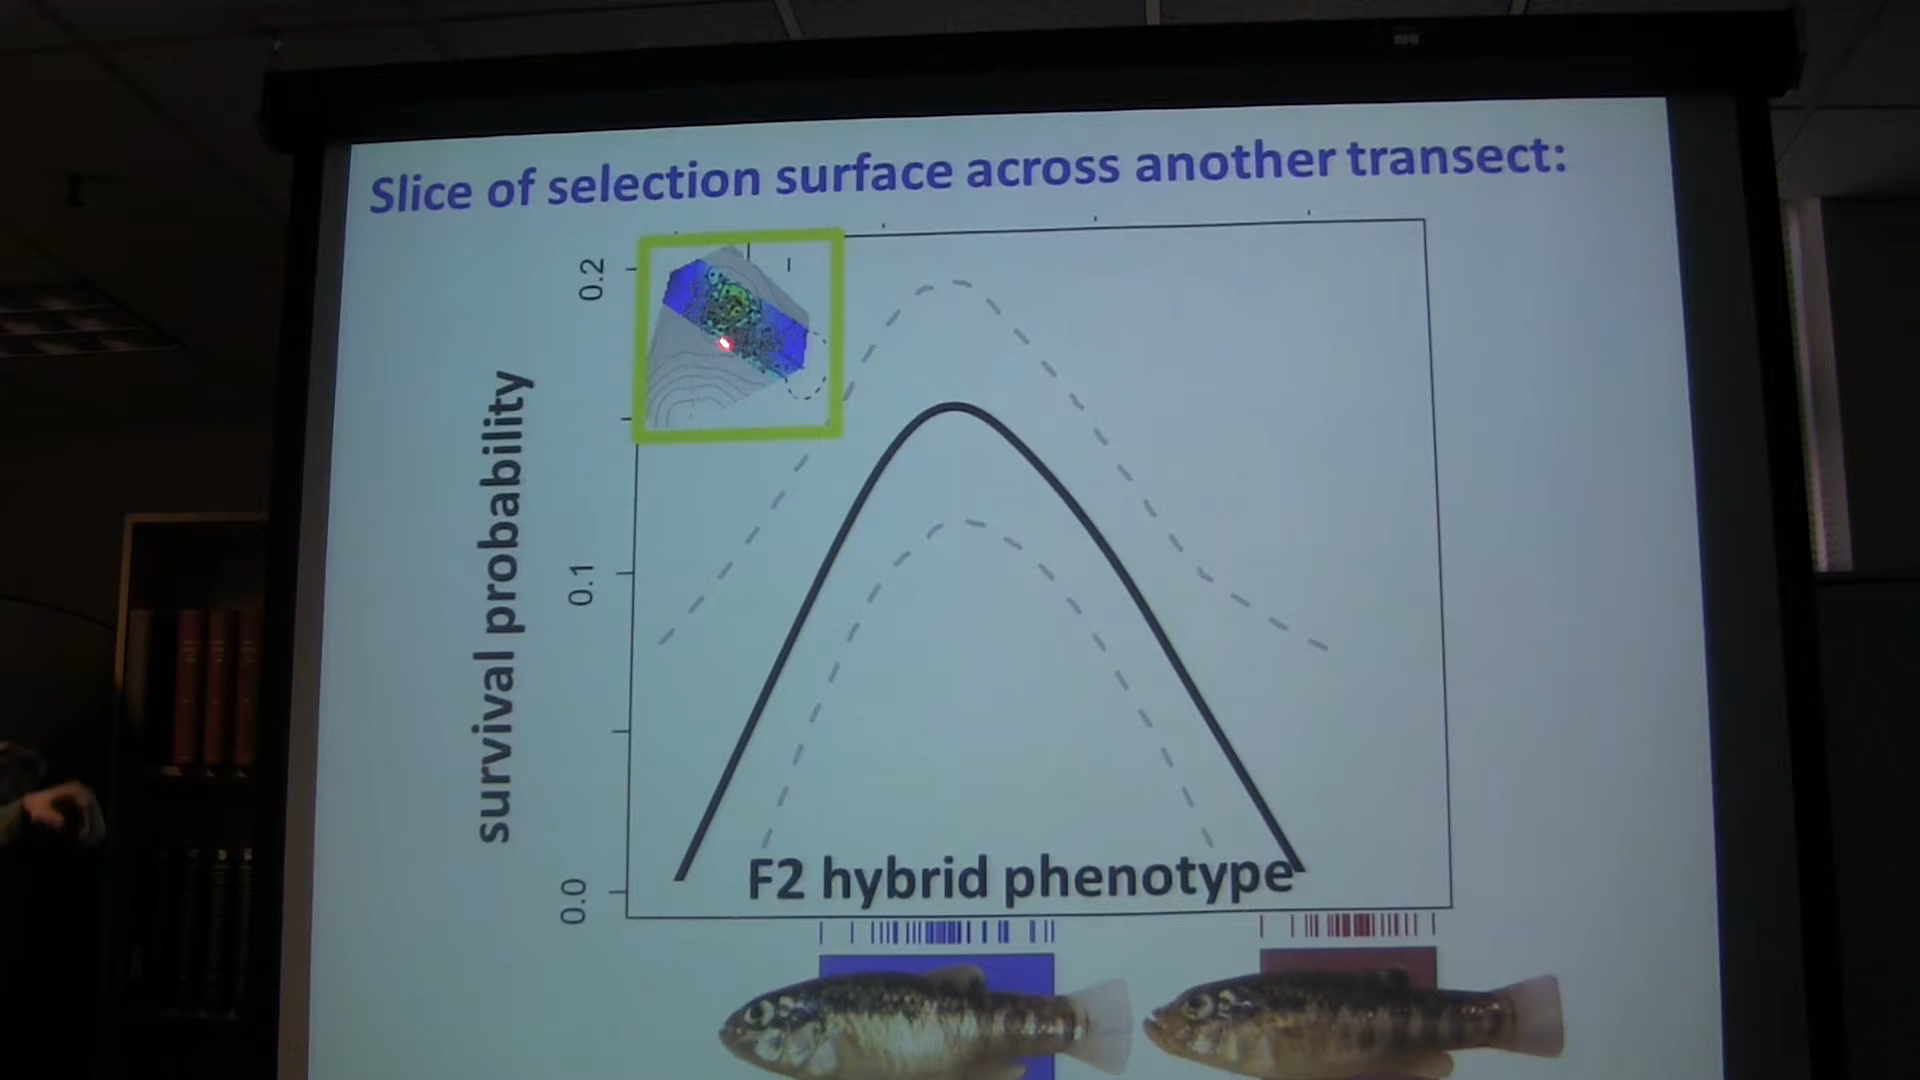 Slice of selection surface across another transect:
0.2
0.1
0.0
survival probability
F2 hybrid phenotype